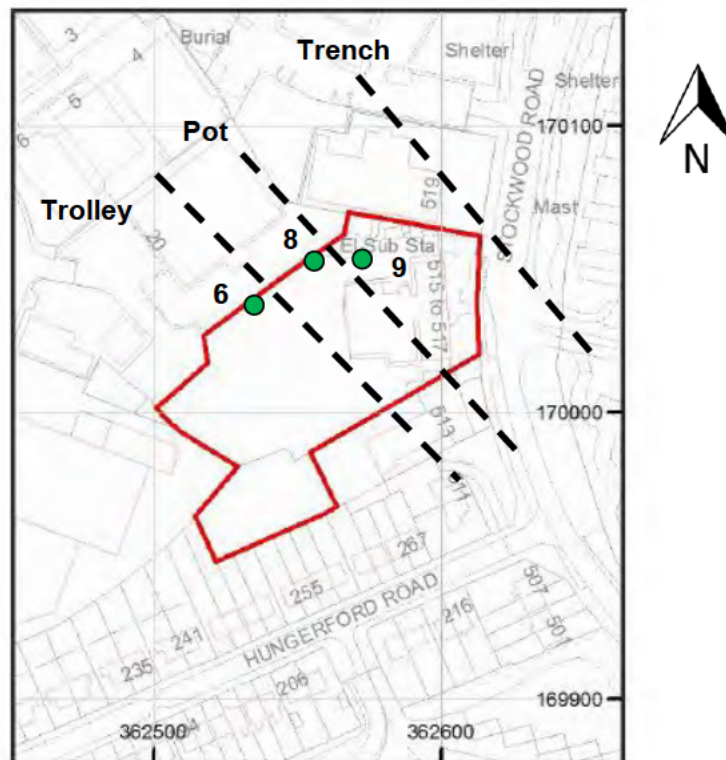 Burial
Trench
Shelter
Shelter
3
4
5
6
Pot
170100
N
STOCKWOOD ROAD
519
Mast
Trolley
20
8
El Sub Sta
9
515 to 517
6
170000
513
511
267
255
241
235
HUNGERFORD ROAD
216
507
501
206
169900
362500
362600